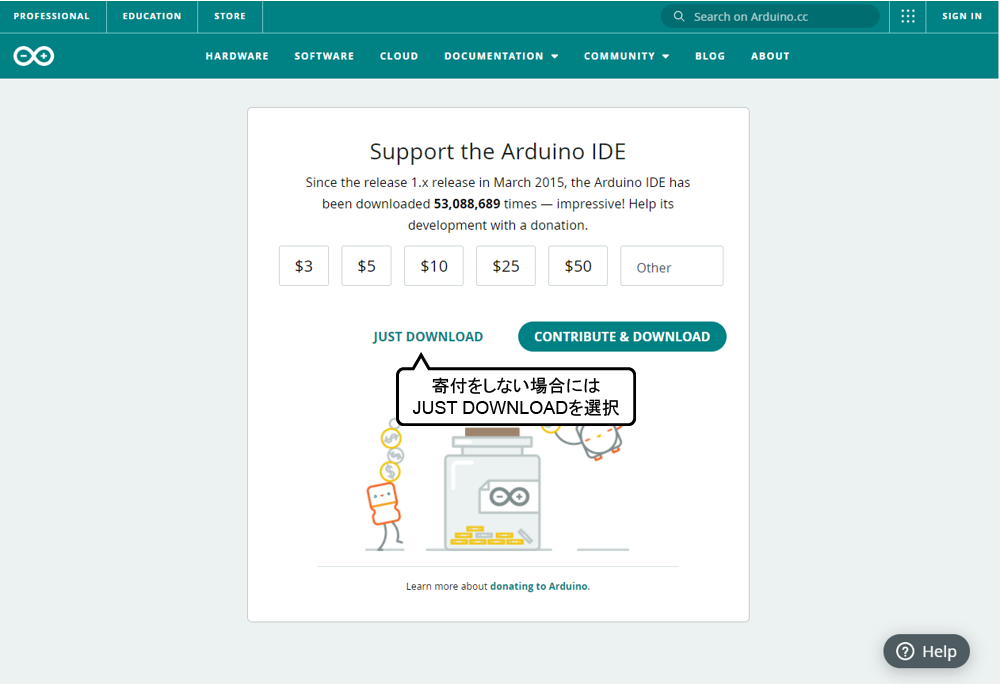 PROFESSIONAL
EDUCATION
STORE
Search on Arduino.cc
SIGN IN
HARDWARE
SOFTWARE
CLOUD
DOCUMENTATION
COMMUNITY
BLOG
ABOUT
Support the Arduino IDE
Since the release 1.x release in March 2015, the Arduino IDE has
been downloaded 53,088,689 times — impressive! Help its
development with a donation.
$3
$5
$10
$25
$50
Other
JUST DOWNLOAD
CONTRIBUTE & DOWNLOAD
寄付をしない場合には
JUST DOWNLOADを選択
Learn more about donating to Arduino.
Help